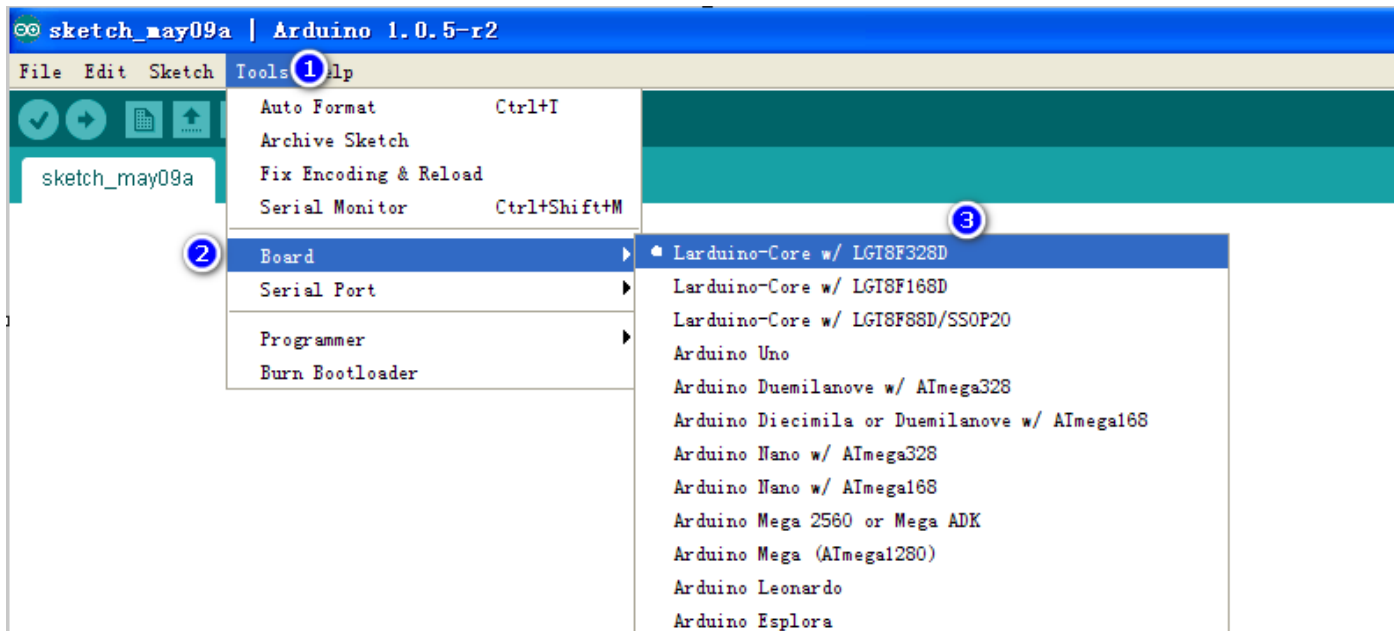 sketch_may09a | Arduino 1.0.5-r2
File Edit Sketch Tools 1 lp
Auto Format Ctrl+T
Archive Sketch
sketch_may09a
Fix Encoding & Reload
Serial Monitor Ctrl+Shift+M
3
2 Board
Serial Port
Programmer
Burn Bootloader
Larduino-Core w/ LGT8F328D
Larduino-Core w/ LGT8F168D
Larduino-Core w/ LGT8F88D/SSOP20
Arduino Uno
Arduino Duemilanove w/ ATmega328
Arduino Diecimila or Duemilanove w/ ATmega168
Arduino Nano w/ ATmega328
Arduino Nano w/ ATmega168
Arduino Mega 2560 or Mega ADK
Arduino Mega (ATmega1280)
Arduino Leonardo
Arduino Esplora